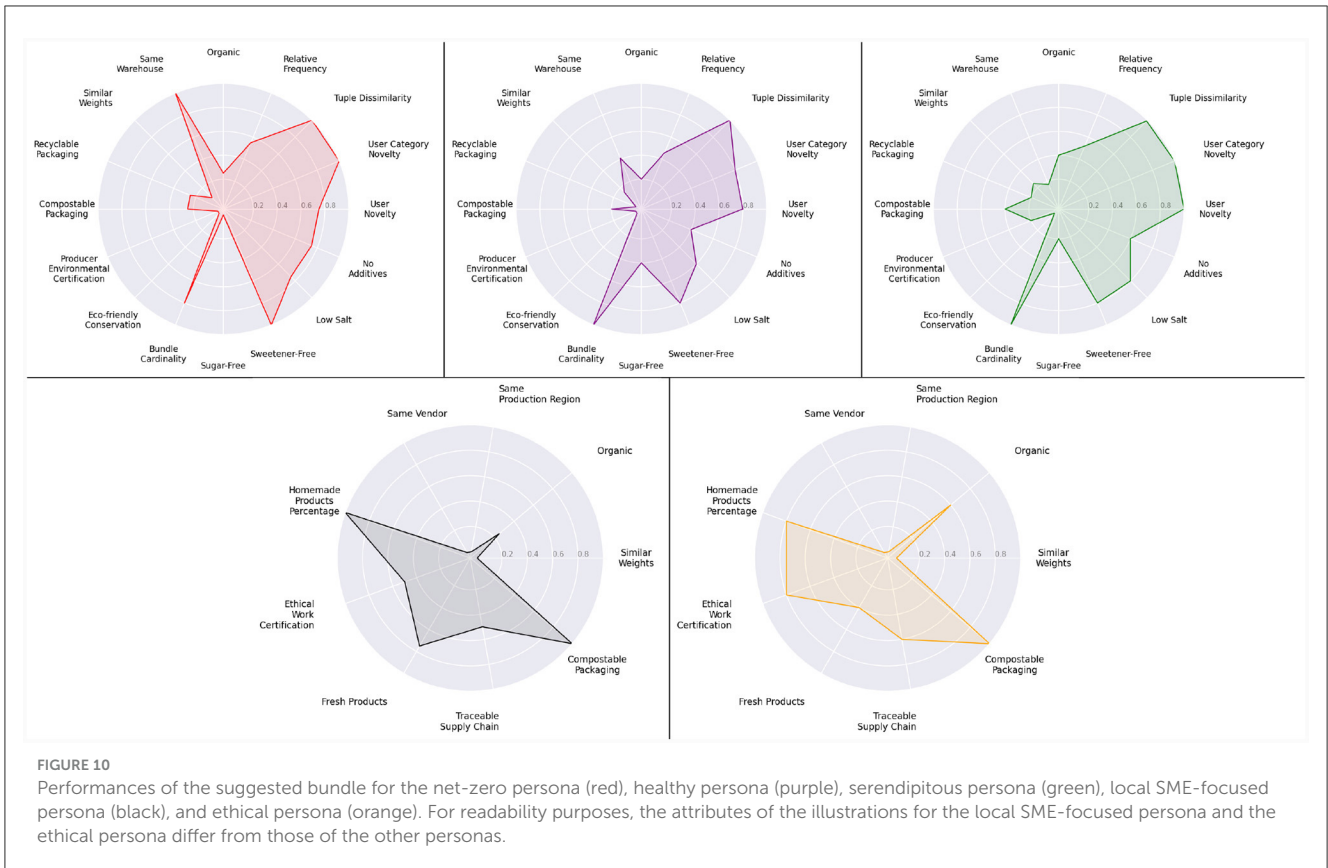 Organic
Same
Warehouse
Relative
Frequency
Similar
Weights
Tuple Dissimilarity
Recyclable
Packaging
User Category
Novelty
Compostable
Packaging
0.2 0.4 0.6 0.8
User
Novelty
Producer
Environmental
Certification
No
Additives
Eco-friendly
Conservation
Low Salt
Bundle
Cardinality
Sweetener-Free
Sugar-Free
Organic
Same
Warehouse
Relative
Frequency
Similar
Weights
Tuple Dissimilarity
Recyclable
Packaging
User Category
Novelty
Compostable
Packaging
0.2 0.4 0.6 0.8
User
Novelty
Producer
Environmental
Certification
No
Additives
Eco-friendly
Conservation
Low Salt
Bundle
Cardinality
Sweetener-Free
Sugar-Free
Organic
Same
Warehouse
Relative
Frequency
Similar
Weights
Tuple Dissimilarity
Recyclable
Packaging
User Category
Novelty
Compostable
Packaging
0.2 0.4 0.6 0.8
User
Novelty
Producer
Environmental
Certification
No
Additives
Eco-friendly
Conservation
Low Salt
Bundle
Cardinality
Sweetener-Free
Sugar-Free
Same
Production Region
Same Vendor
Organic
Homemade
Products
Percentage
0.2 0.4 0.6 0.8
Similar
Weights
Ethical
Work
Certification
Compostable
Packaging
Fresh Products
Traceable
Supply Chain
Same
Production Region
Same Vendor
Organic
Homemade
Products
Percentage
0.2 0.4 0.6 0.8
Similar
Weights
Ethical
Work
Certification
Compostable
Packaging
Fresh Products
Traceable
Supply Chain
FIGURE 10
Performances of the suggested bundle for the net-zero persona (red), healthy persona (purple), serendipitous persona (green), local SME-focused
persona (black), and ethical persona (orange). For readability purposes, the attributes of the illustrations for the local SME-focused persona and the
ethical persona differ from those of the other personas.